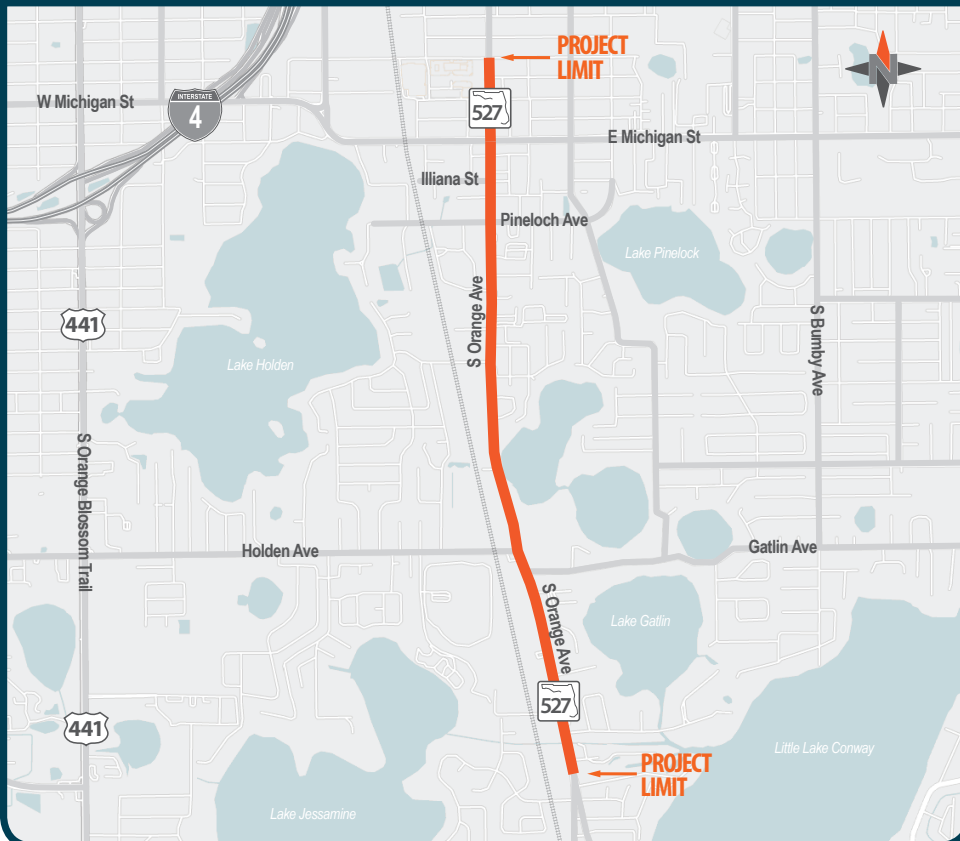 PROJECT
LIMIT
N
W Michigan St
INTERSTATE
4
527
E Michigan St
Illiana St
Pineloch Ave
Lake Pinelock
S Orange Ave
S Bumby Ave
441
Lake Holden
S Orange Blossom Trail
Holden Ave
Gatlin Ave
S Orange Ave
Lake Gatlin
527
441
Little Lake Conway
PROJECT
LIMIT
Lake Jessamine